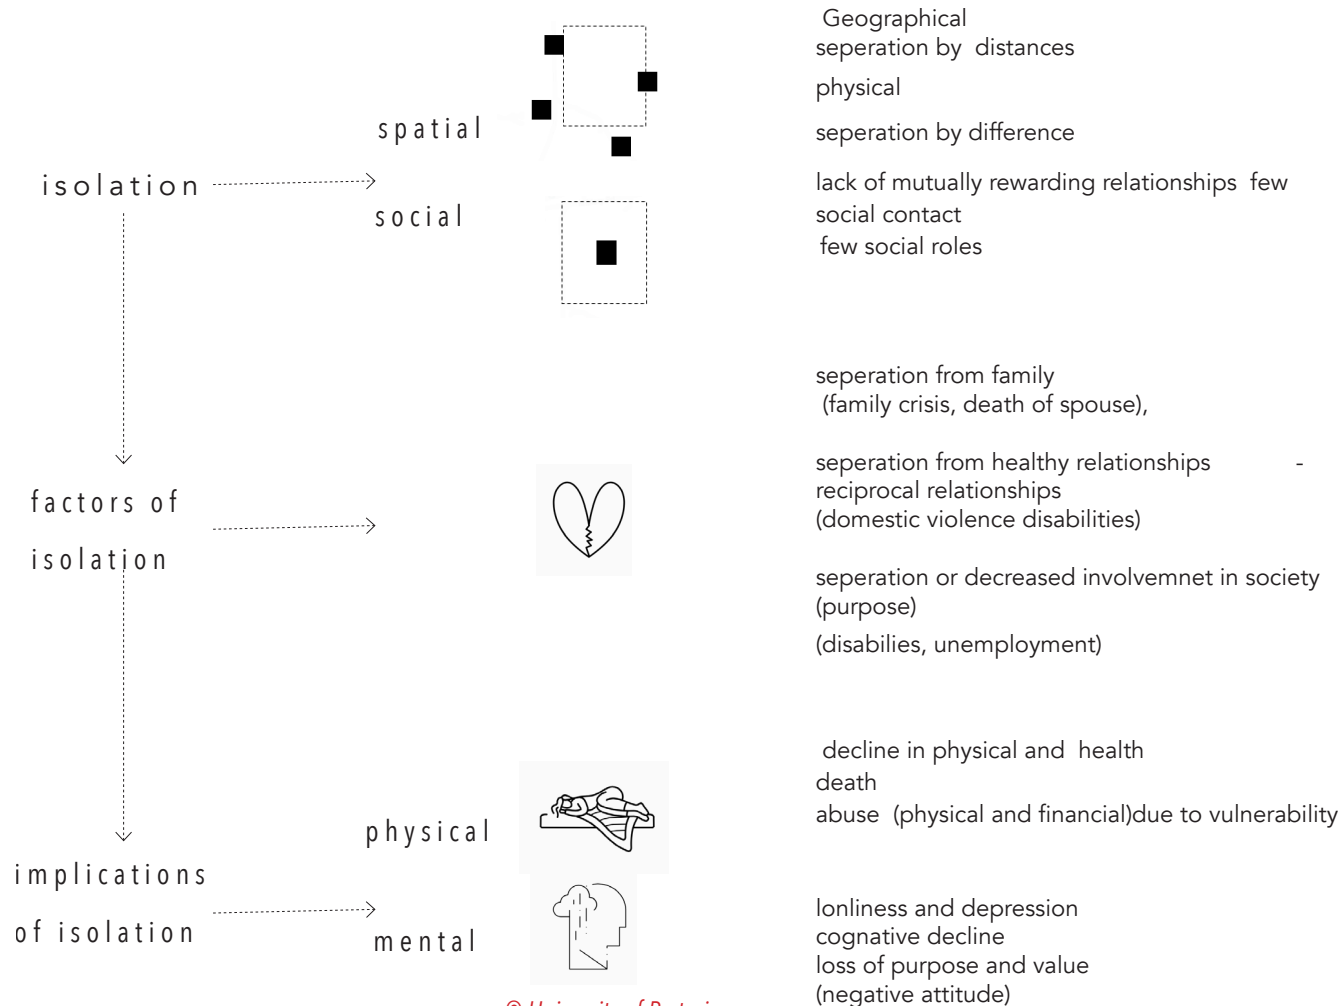 Geographical
seperation by distances
physical
spatial
seperation by difference
isolation
lack of mutually rewarding relationships few
social
social contact
few social roles
seperation from family
(family crisis, death of spouse),
seperation from healthy relationships -
reciprocal relationships
(domestic violence disabilities)
factors of
isolation
seperation or decreased involvemnet in society
(purpose)
(disabilies, unemployment)
decline in physical and health
death
abuse (physical and financial)due to vulnerability
physical
implications
of isolation
mental
lonliness and depression
cognative decline
loss of purpose and value
(negative attitude)
© University of Pretoria